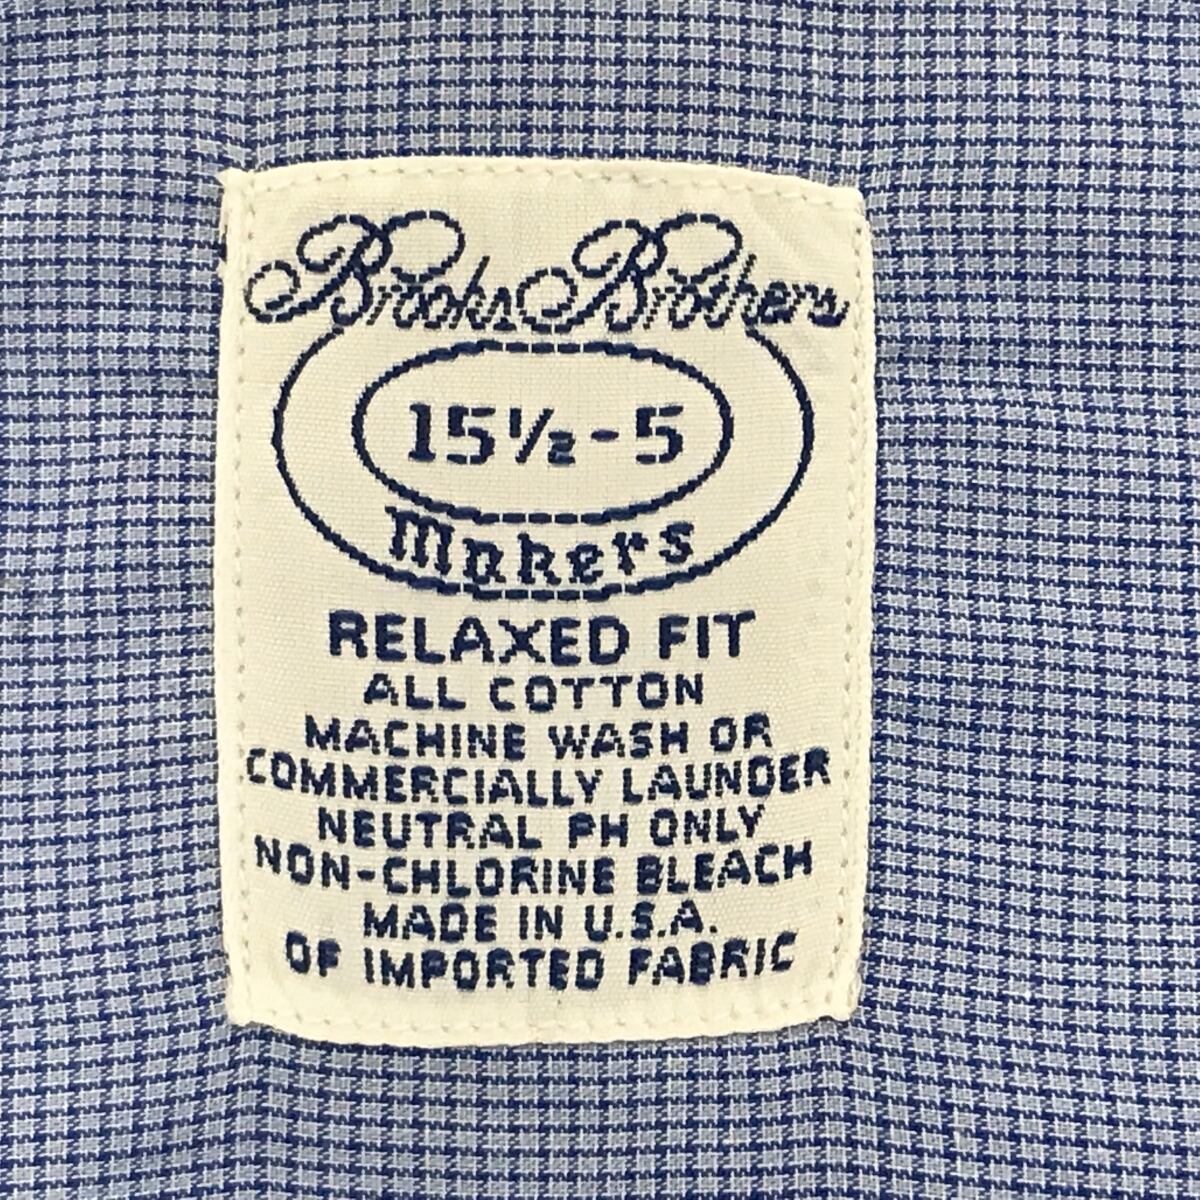 Brooks Brothers
15½-5
Makers
RELAXED FIT
ALL COTTON
MACHINE WASH OR
COMMERCIALLY LAUNDER
NEUTRAL PH ONLY
NON-CHLORINE BLEACH
MADE IN U.S.A.
OF IMPORTED FABRIC